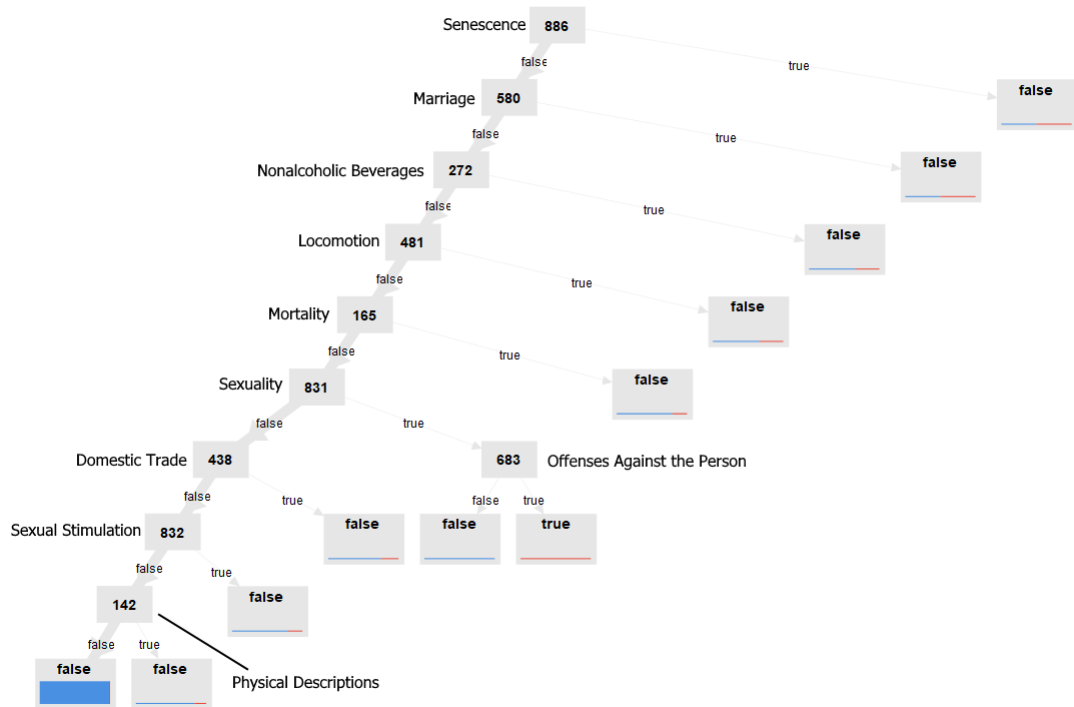 Senescence 886
false true
false
Marriage 580
false true
false
Nonalcoholic Beverages 272
false true
false
Locomotion 481
false true
false
Mortality 165
false true
false
Sexuality 831
false true
Domestic Trade 438 683 Offenses Against the Person
false true false true
Sexual Stimulation 832 false false true
false true
142 false
false true
false false
Physical Descriptions